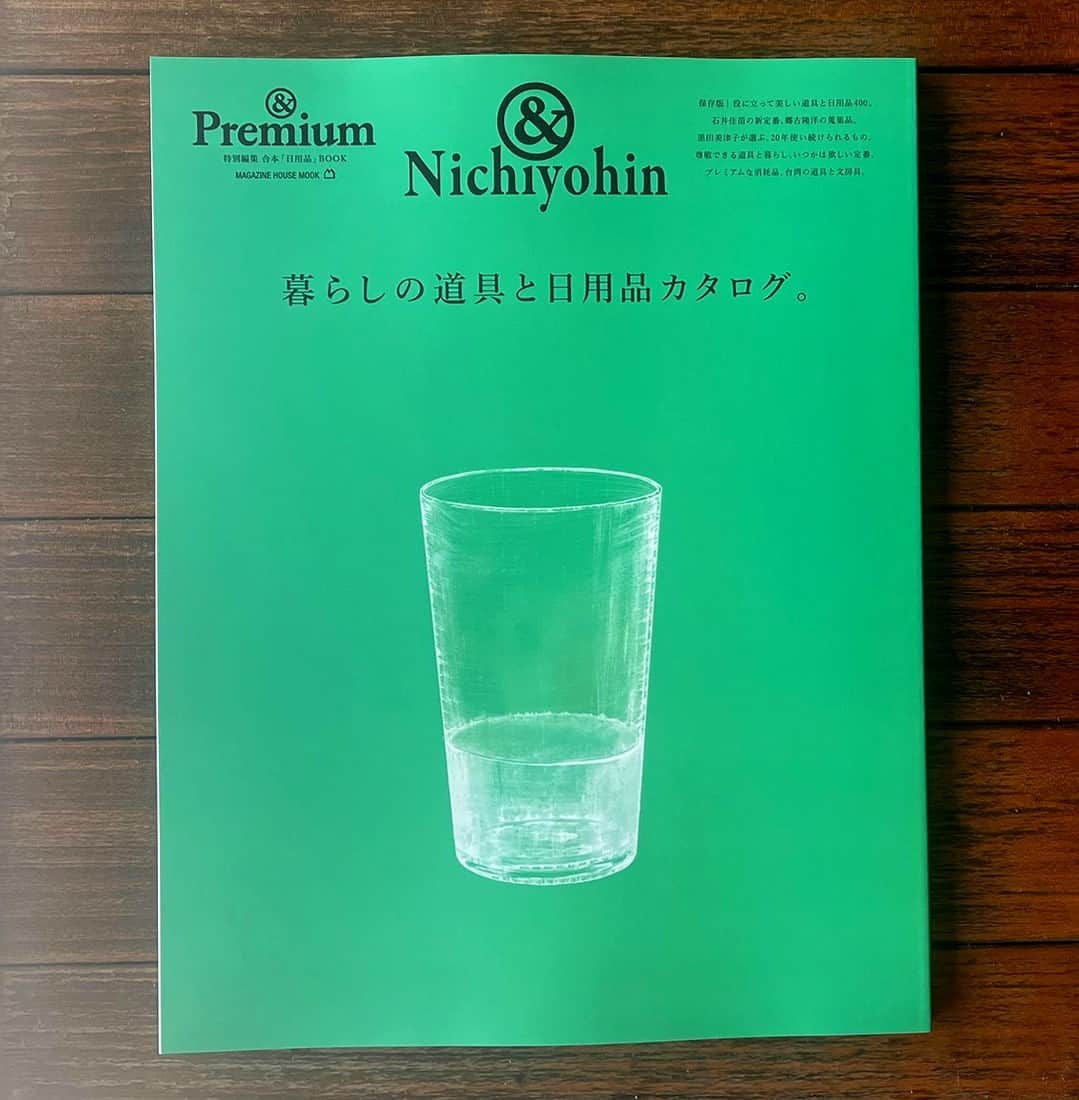 &
Premium
特別編集 合本「日用品」BOOK
MAGAZINE HOUSE MOOK
&
Nichiyohin
保存版 | 役に立って美しい道具と日用品400。
石井佳苗の新定番、郷古隆洋の蒐集品。
黒田美津子が選ぶ、20年使い続けられるもの。
尊敬できる道具と暮らし、いつかは欲しい定番、
プレミアムな消耗品、台湾の道具と文房具。
暮らしの道具と日用品カタログ。